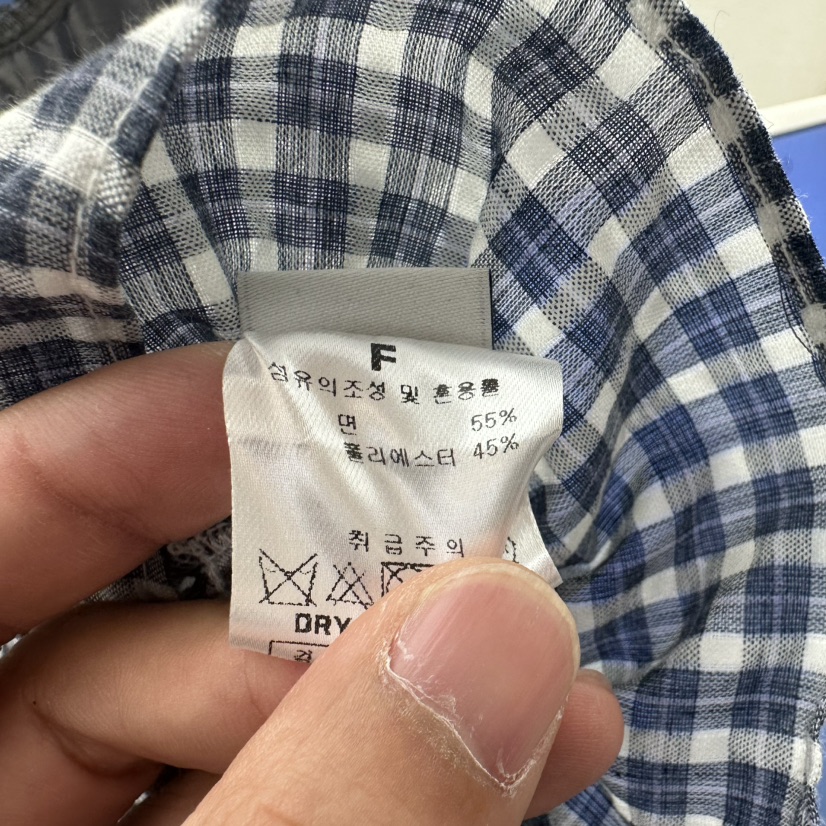 F
섬유의조성 및 혼용률
면 55%
폴리에스터 45%
취급주의
DRY